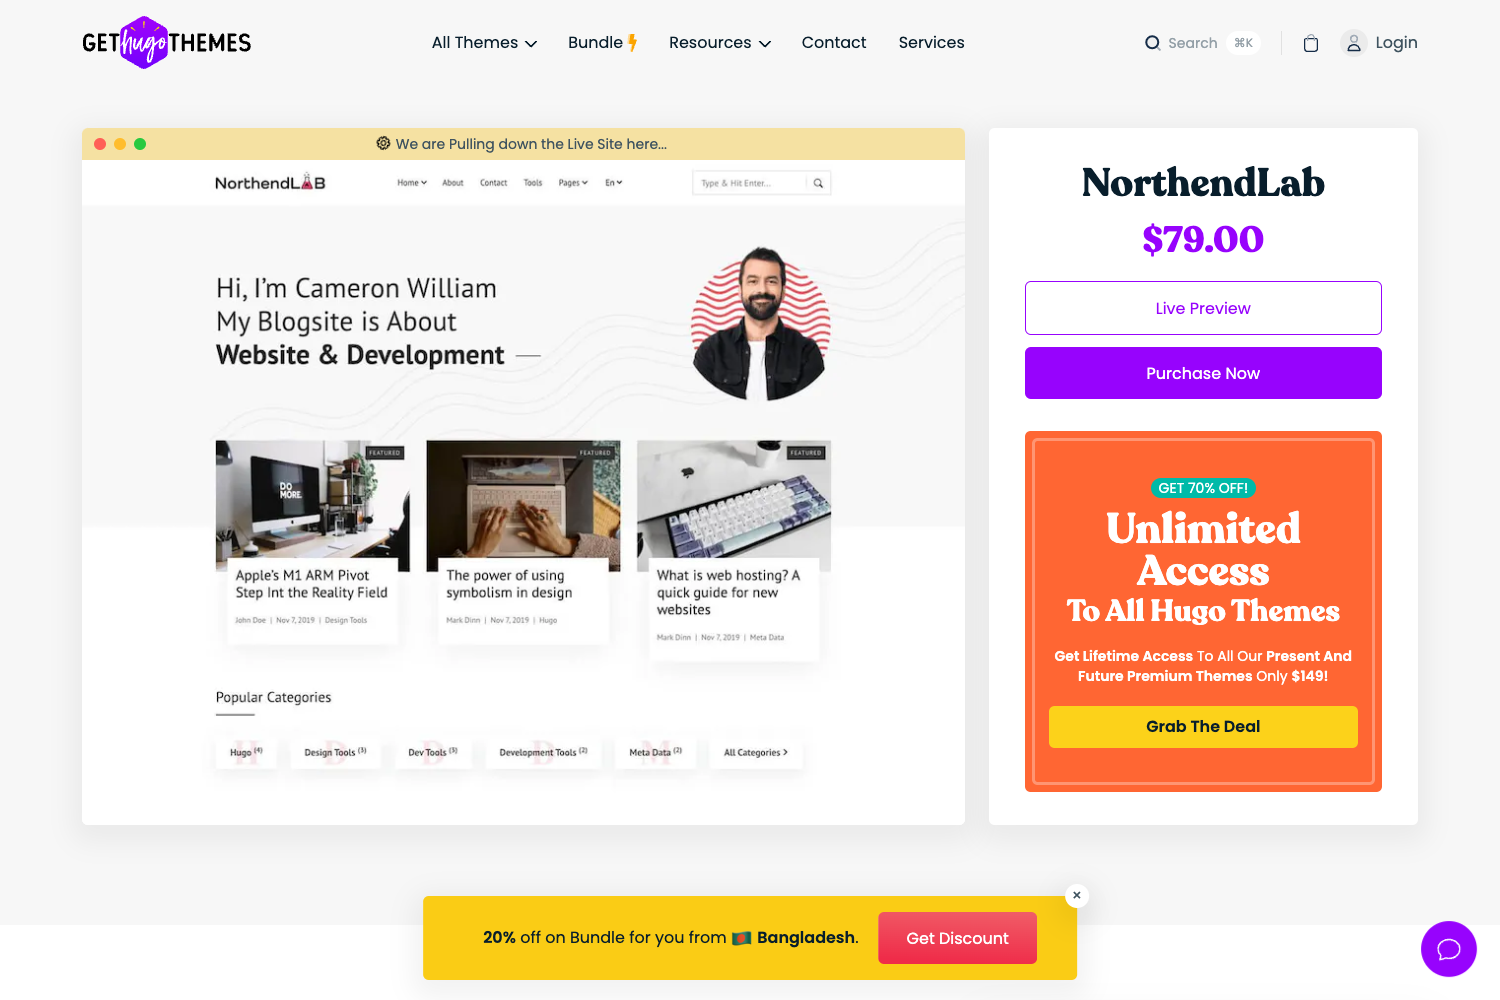 GET hugo THEMES
All Themes
Bundle
Resources
Contact
Services
Search
⌘K
Login
We are Pulling down the Live Site here...
NorthendLAB
Home
About
Contact
Tools
Pages
En
Type & Hit Enter...
Hi, I'm Cameron William
My Blogsite is About
Website & Development
FEATURED
FEATURED
FEATURED
DO
MORE.
Apple's M1 ARM Pivot
Step Int the Reality Field
John Doe | Nov 7, 2019 | Design Tools
The power of using
symbolism in design
Mark Dinn | Nov 7, 2019 | Hugo
What is web hosting? A
quick guide for new
websites
Mark Dinn | Nov 7, 2019 | Meta Data
Popular Categories
H
Hugo (4)
D
Design Tools (3)
D
Dev Tools (3)
D
Development Tools (2)
M
Meta Data (2)
All Categories
NorthendLab
$79.00
Live Preview
Purchase Now
GET 70% OFF!
Unlimited
Access
To All Hugo Themes
Get Lifetime Access To All Our Present And
Future Premium Themes Only $149!
Grab The Deal
20% off on Bundle for you from 🇧🇩 Bangladesh.
Get Discount